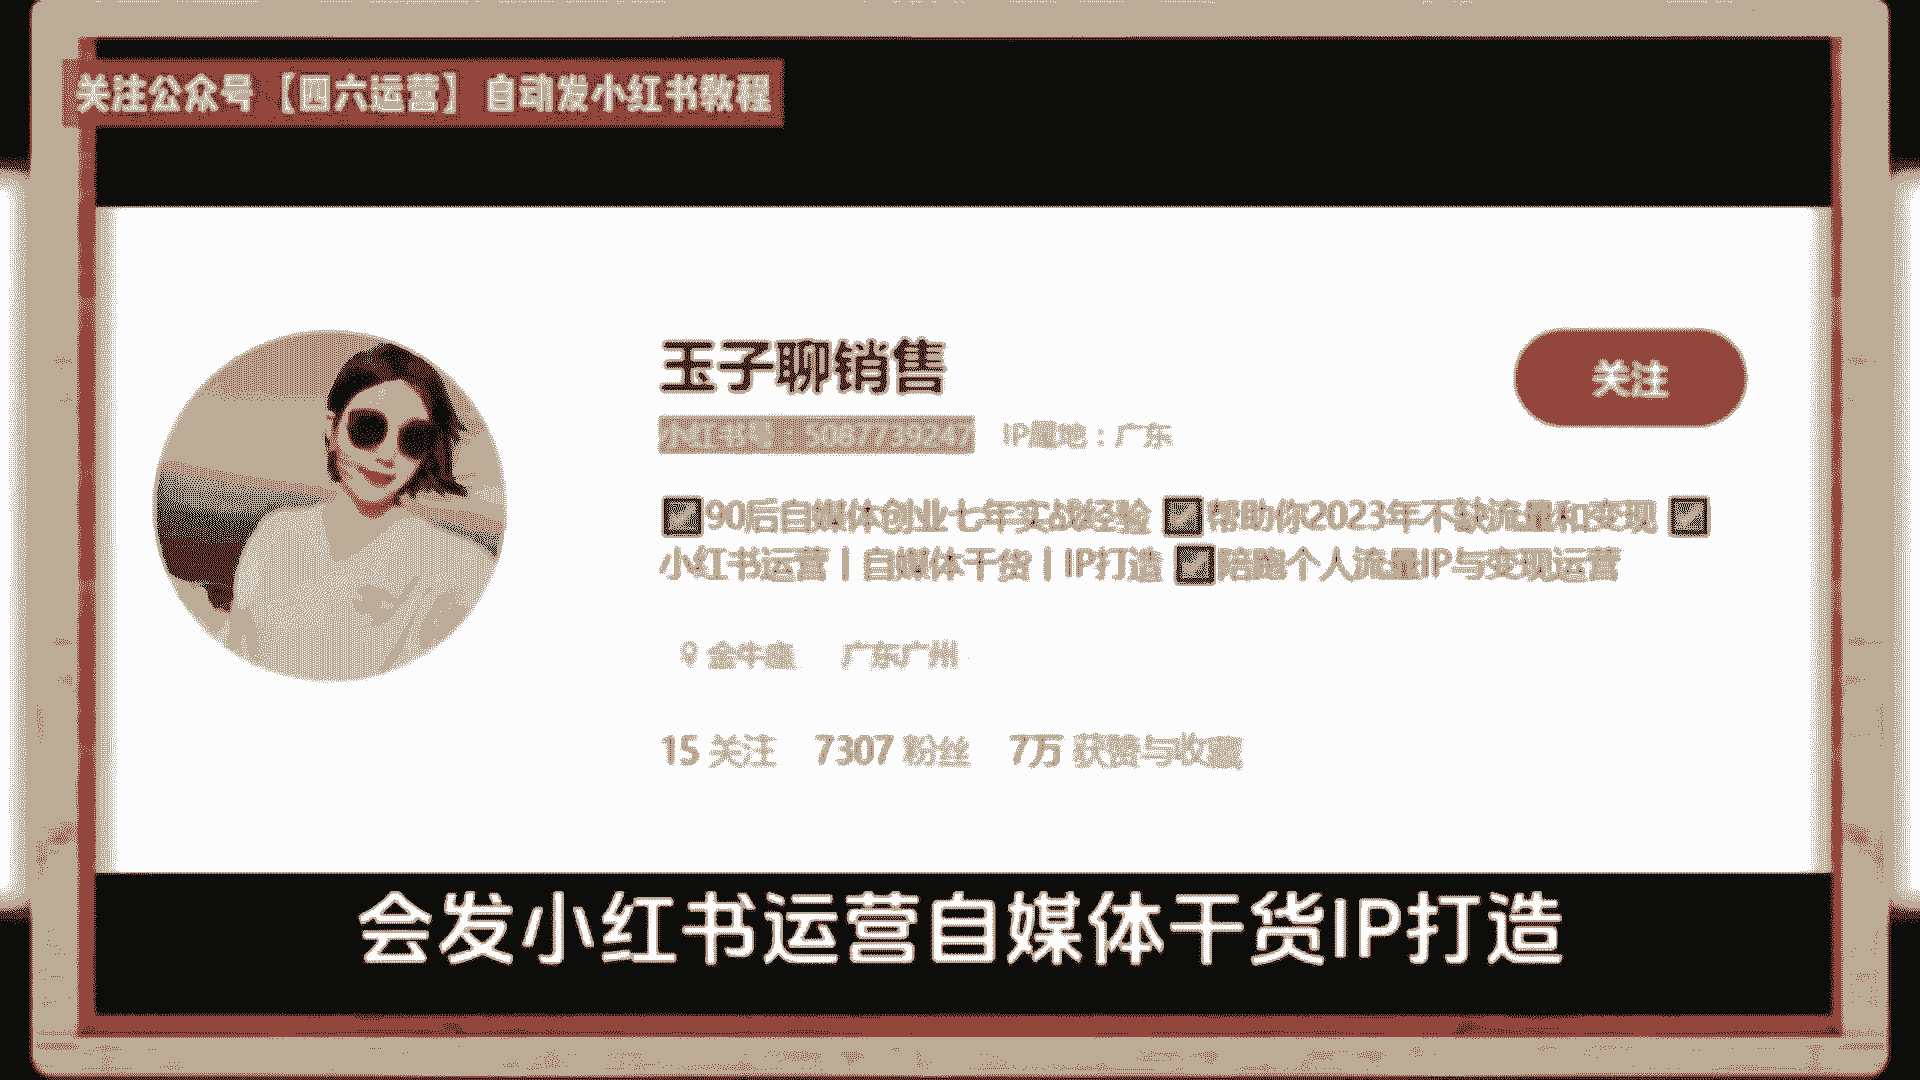 关注公众号【四六运营】 自动发小红书教程
玉子聊销售
关注
小红书号：5087739247 IP属地：广东
90后自媒体创业七年实战经验 帮助你2023年不缺流量和变现
小红书运营丨自媒体干货丨IP打造 陪跑个人流量IP与变现运营
金牛座 广东广州
15 关注 7307 粉丝 7万 获赞与收藏
会发小红书运营自媒体干货IP打造